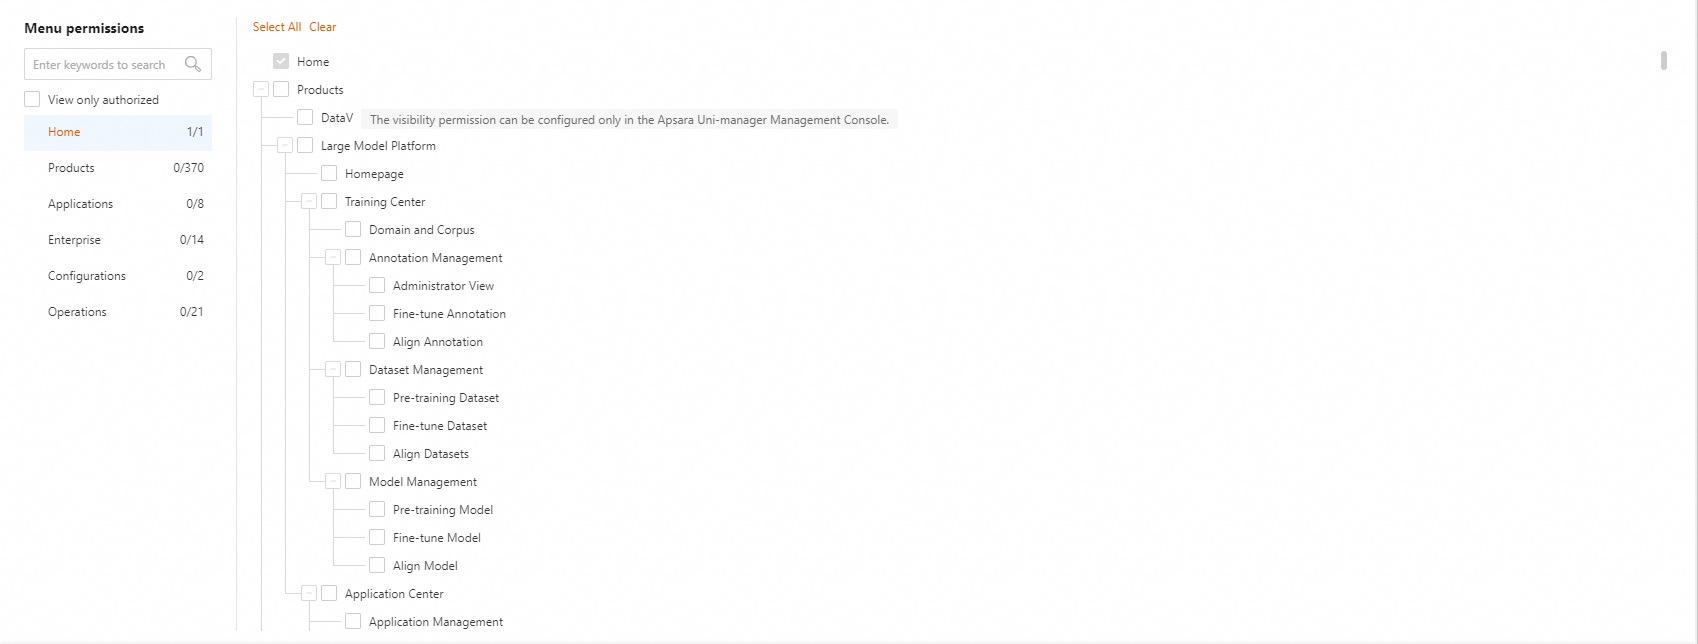 Menu permissions
Enter keywords to search
View only authorized
Home 1/1
Products 0/370
Applications 0/8
Enterprise 0/14
Configurations 0/2
Operations 0/21
Select All Clear
Home
Products
DataV The visibility permission can be configured only in the Apsara Uni-manager Management Console.
Large Model Platform
Homepage
Training Center
Domain and Corpus
Annotation Management
Administrator View
Fine-tune Annotation
Align Annotation
Dataset Management
Pre-training Dataset
Fine-tune Dataset
Align Datasets
Model Management
Pre-training Model
Fine-tune Model
Align Model
Application Center
Application Management